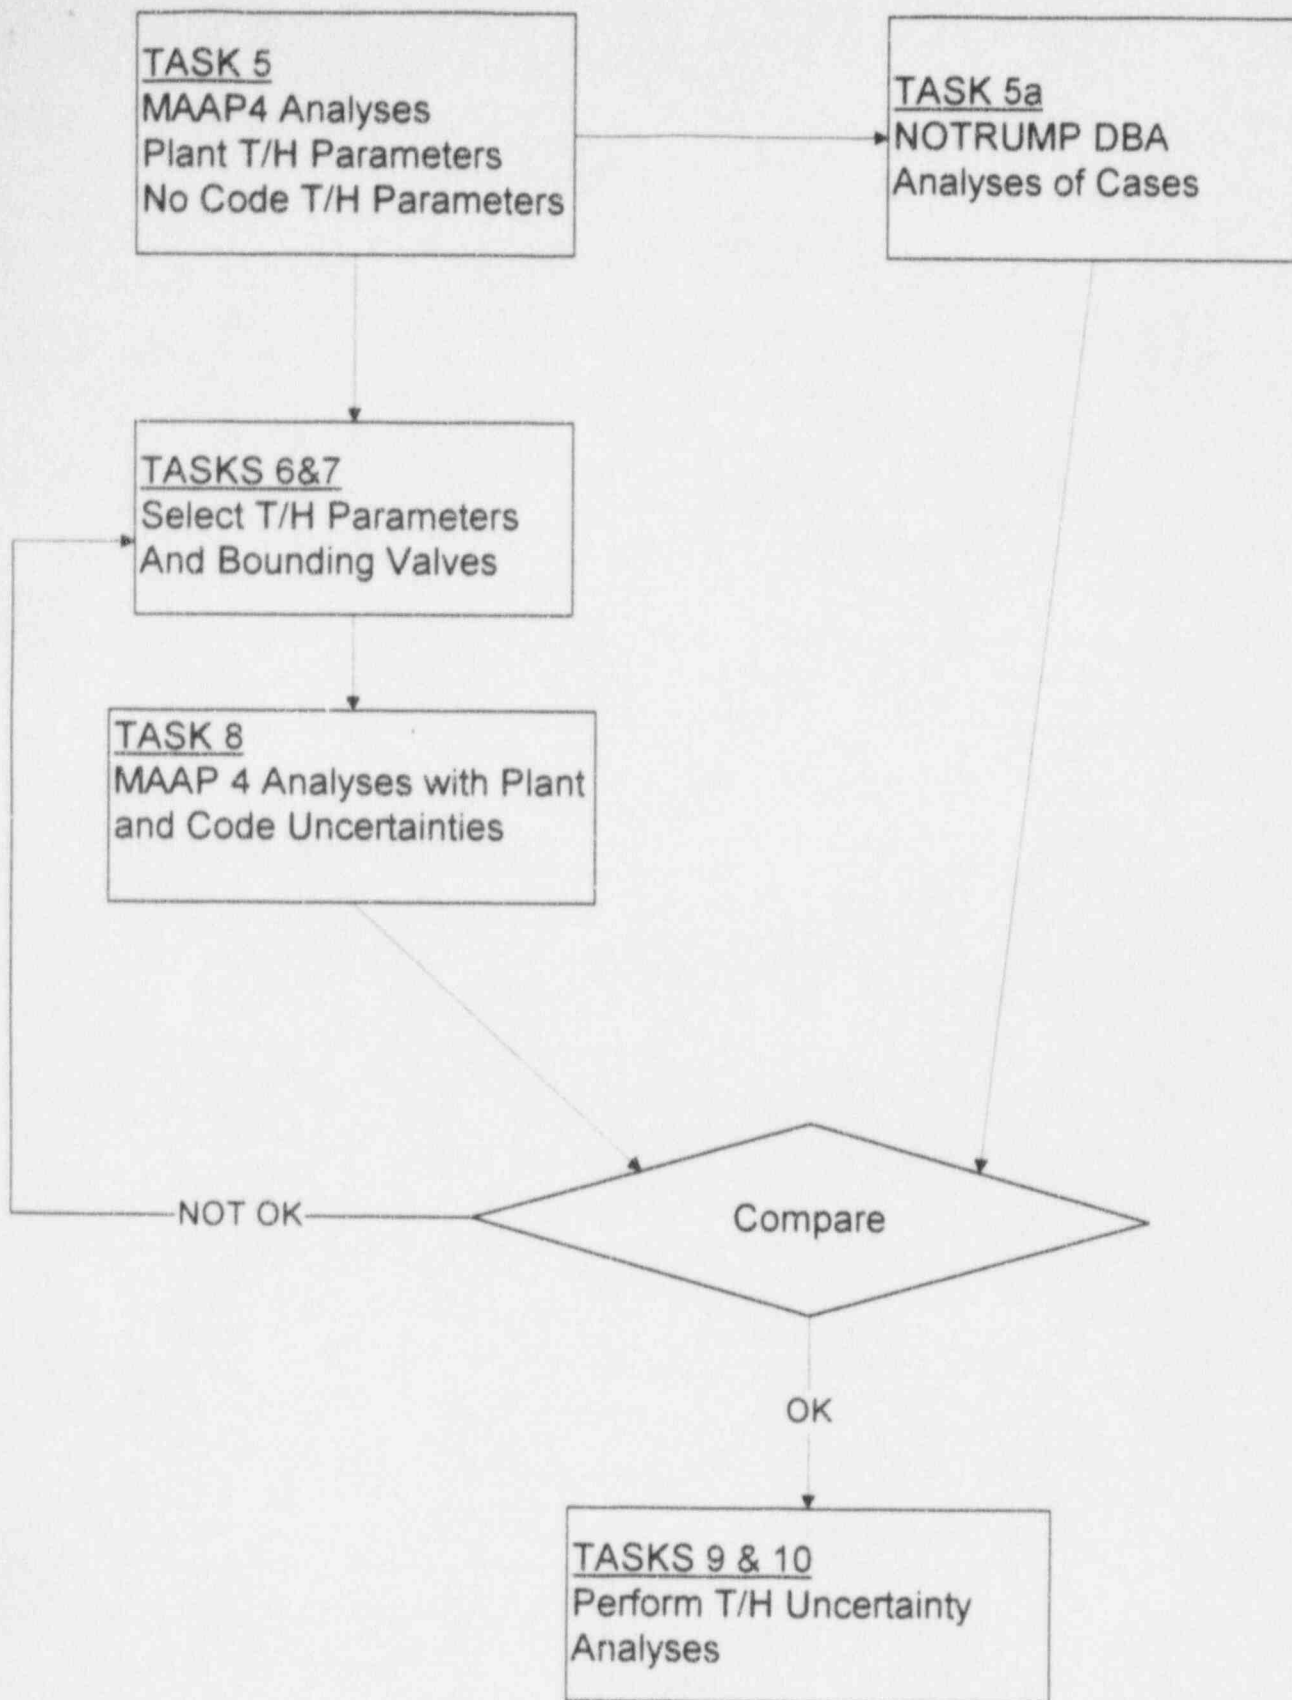 TASK 5
MAAP4 Analyses
Plant T/H Parameters
No Code T/H Parameters
TASK 5a
NOTRUMP DBA
Analyses of Cases
TASKS 6&7
Select T/H Parameters
And Bounding Valves
TASK 8
MAAP 4 Analyses with Plant
and Code Uncertainties
Compare
NOT OK
OK
TASKS 9 & 10
Perform T/H Uncertainty
Analyses